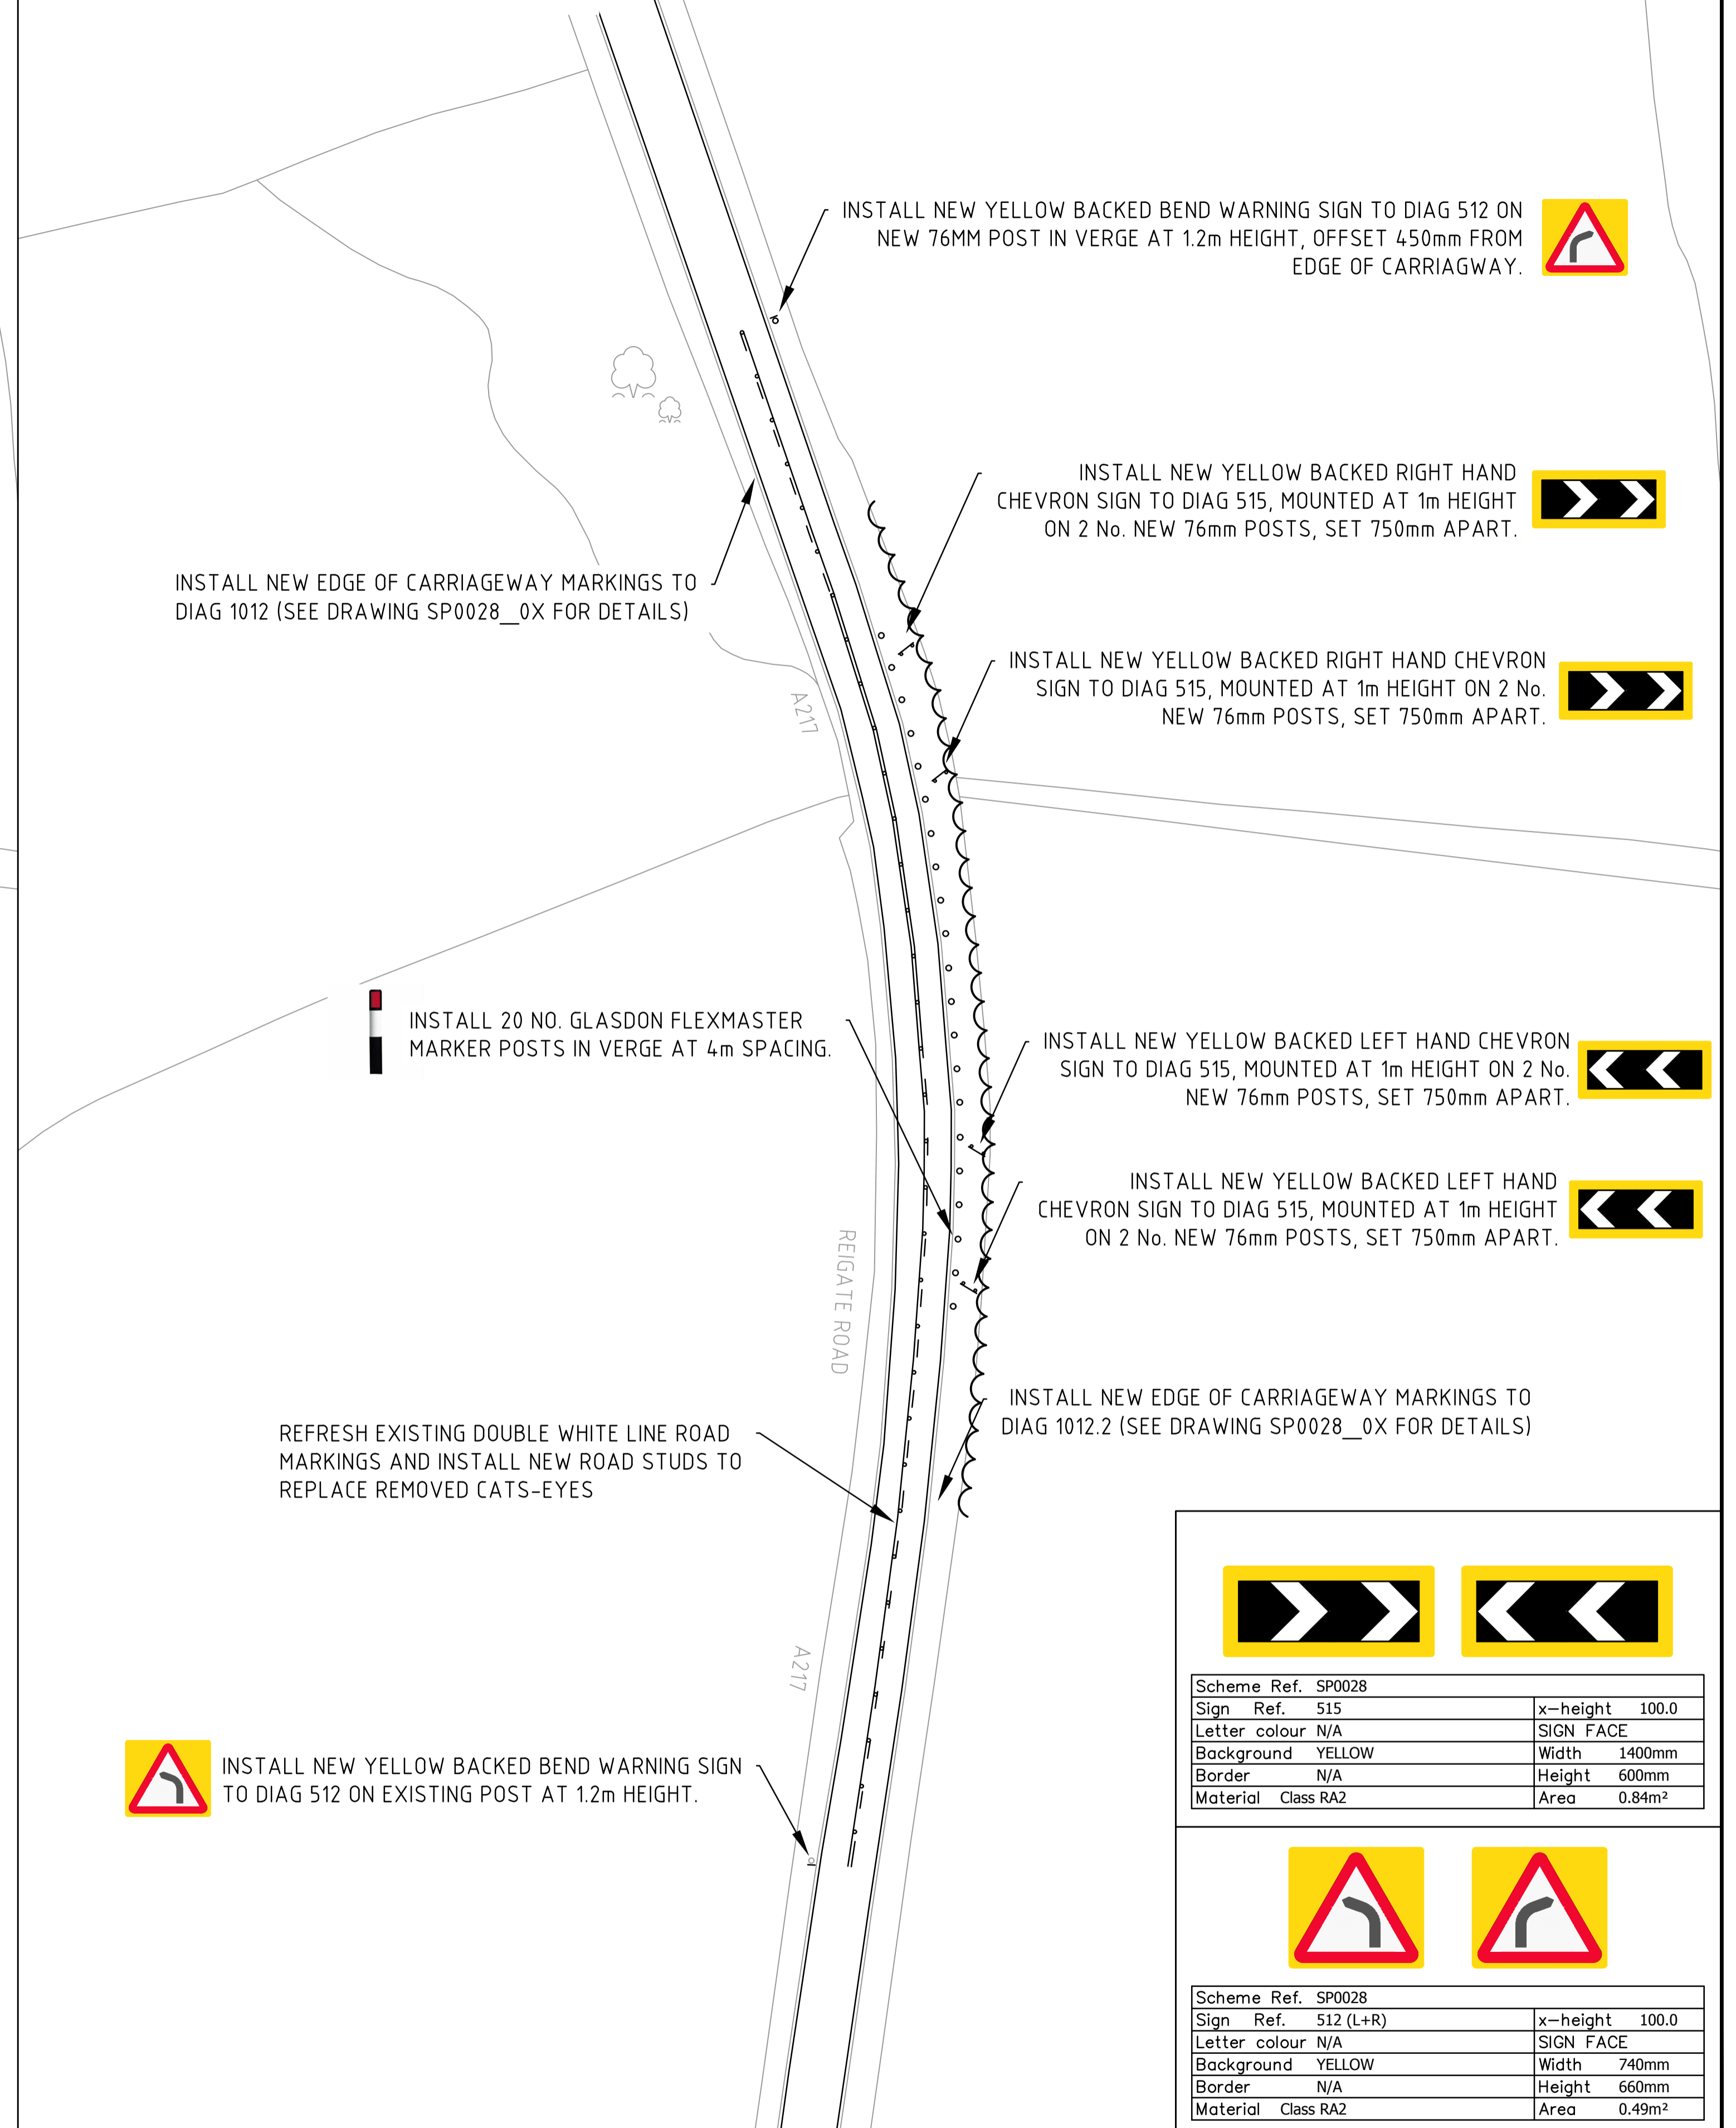 INSTALL NEW YELLOW BACKED BEND WARNING SIGN TO DIAG 512 ON
NEW 76MM POST IN VERGE AT 1.2m HEIGHT, OFFSET 450mm FROM
EDGE OF CARRIAGWAY.
INSTALL NEW YELLOW BACKED RIGHT HAND
CHEVRON SIGN TO DIAG 515, MOUNTED AT 1m HEIGHT
ON 2 No. NEW 76mm POSTS, SET 750mm APART.
INSTALL NEW EDGE OF CARRIAGEWAY MARKINGS TO
DIAG 1012 (SEE DRAWING SP0028_0X FOR DETAILS)
INSTALL NEW YELLOW BACKED RIGHT HAND CHEVRON
SIGN TO DIAG 515, MOUNTED AT 1m HEIGHT ON 2 No.
NEW 76mm POSTS, SET 750mm APART.
A217
INSTALL 20 NO. GLASDON FLEXMASTER
MARKER POSTS IN VERGE AT 4m SPACING.
INSTALL NEW YELLOW BACKED LEFT HAND CHEVRON
SIGN TO DIAG 515, MOUNTED AT 1m HEIGHT ON 2 No.
NEW 76mm POSTS, SET 750mm APART.
INSTALL NEW YELLOW BACKED LEFT HAND
CHEVRON SIGN TO DIAG 515, MOUNTED AT 1m HEIGHT
ON 2 No. NEW 76mm POSTS, SET 750mm APART.
REIGATE ROAD
INSTALL NEW EDGE OF CARRIAGEWAY MARKINGS TO
DIAG 1012.2 (SEE DRAWING SP0028_0X FOR DETAILS)
REFRESH EXISTING DOUBLE WHITE LINE ROAD
MARKINGS AND INSTALL NEW ROAD STUDS TO
REPLACE REMOVED CATS-EYES
A217
INSTALL NEW YELLOW BACKED BEND WARNING SIGN
TO DIAG 512 ON EXISTING POST AT 1.2m HEIGHT.
Scheme Ref. SP0028
Sign Ref. 515 x-height 100.0
Letter colour N/A SIGN FACE
Background YELLOW Width 1400mm
Border N/A Height 600mm
Material Class RA2 Area 0.84m²
Scheme Ref. SP0028
Sign Ref. 512 (L+R) x-height 100.0
Letter colour N/A SIGN FACE
Background YELLOW Width 740mm
Border N/A Height 660mm
Material Class RA2 Area 0.49m²